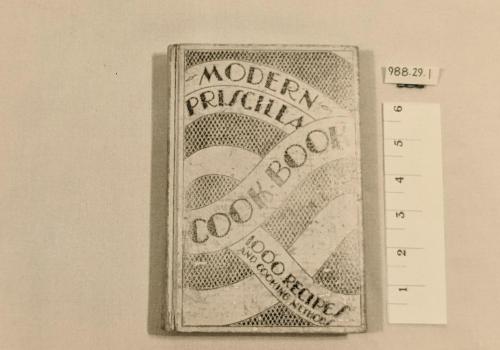 MODERN
PRISCILLA
COOK·BOOK
1000 RECIPES
AND COOKING METHODS
988.29.1
6
5
4
3
2
1